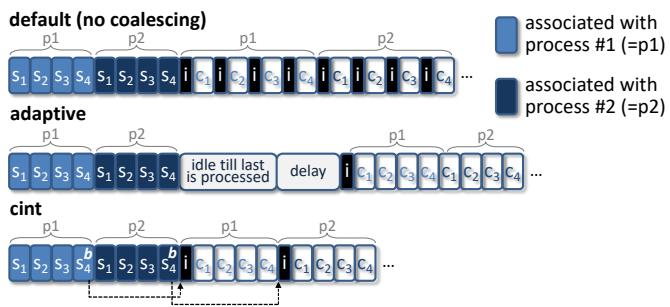 default (no coalescing)
p1 p2 p1 p2
S1 S2 S3 S4 S1 S2 S3 S4 i C1 i C2 i C3 i C4 i C1 i C2 i C3 i C4 ...
associated with
process #1 (=p1)
associated with
process #2 (=p2)
adaptive
p1 p2 p1 p2
S1 S2 S3 S4 S1 S2 S3 S4 idle till last
is processed delay i C1 C2 C3 C4 C1 C2 C3 C4 ...
cint
p1 p2 p1 p2
S1 S2 S3 S4 b S1 S2 S3 S4 b i C1 C2 C3 C4 i C1 C2 C3 C4 ...